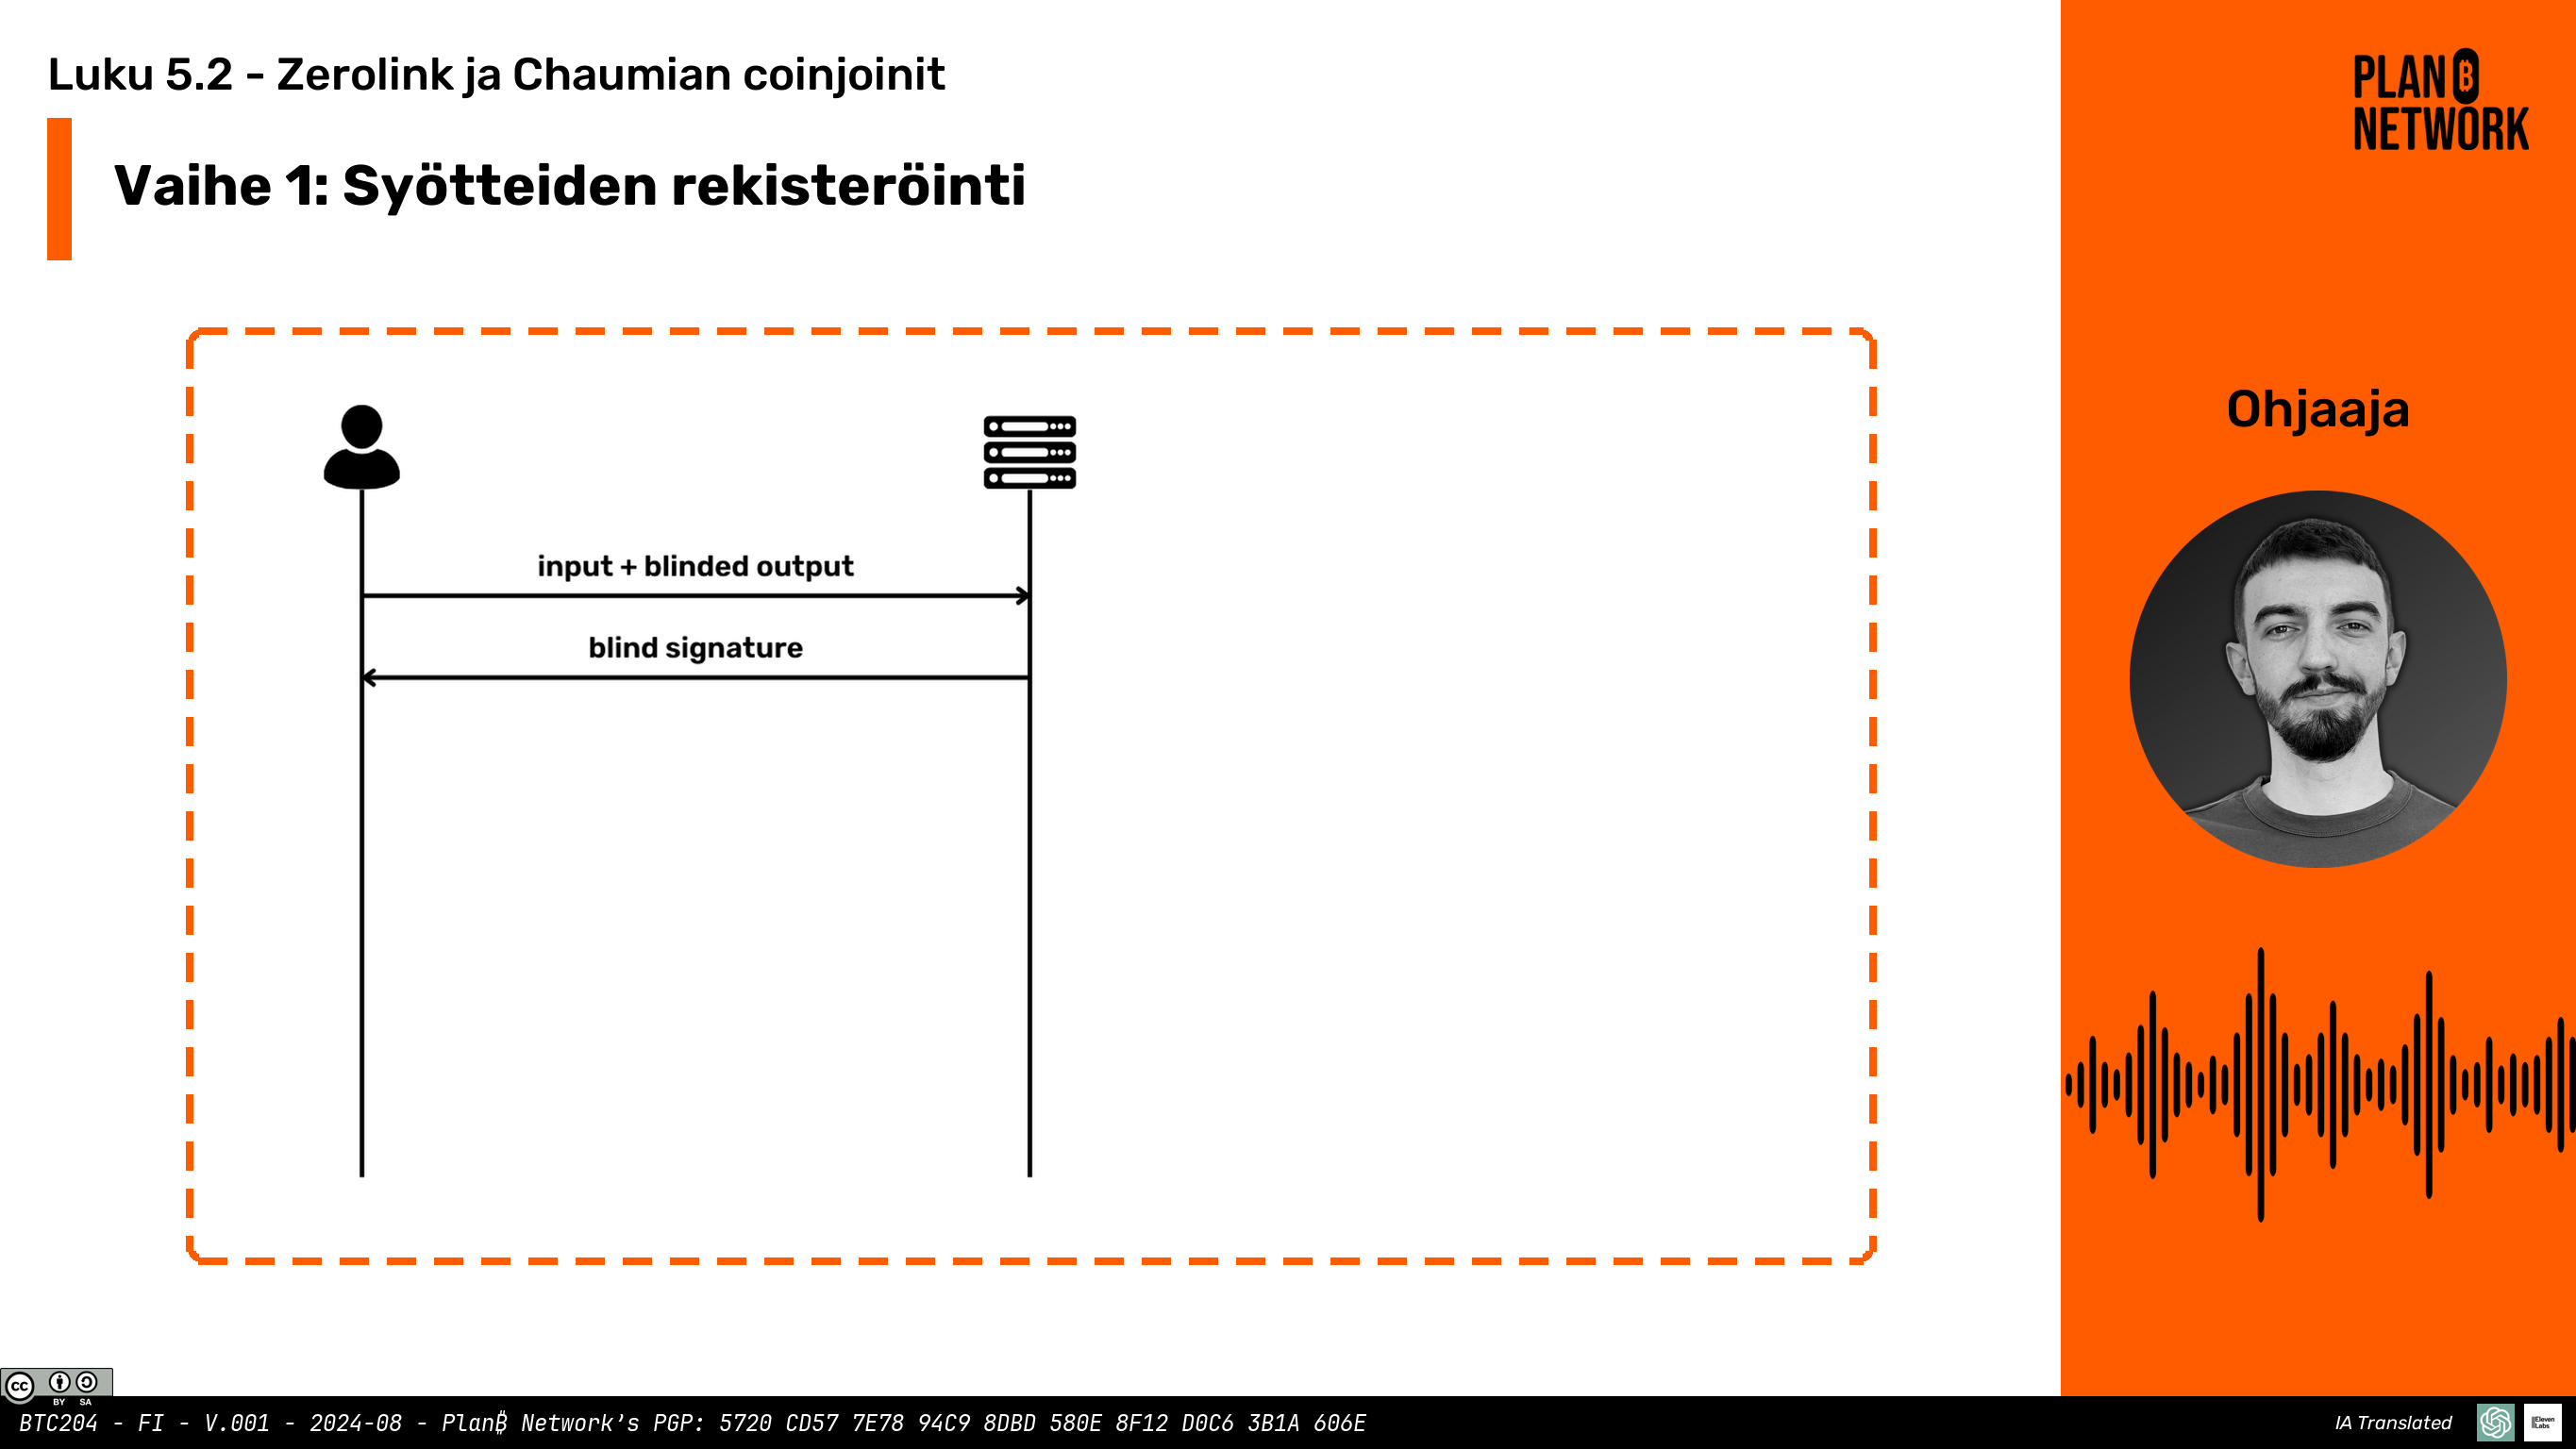 Luku 5.2 - Zerolink ja Chaumian coinjoinit
Vaihe 1: Syötteiden rekisteröinti
input + blinded output
blind signature
PLAN ₿
NETWORK
Ohjaaja
cc
BY SA
BTC204 - FI - V.001 - 2024-08 - Plan₿ Network's PGP: 5720 CD57 7E78 94C9 8DBD 580E 8F12 D0C6 3B1A 606E
IA Translated
ElevenLabs